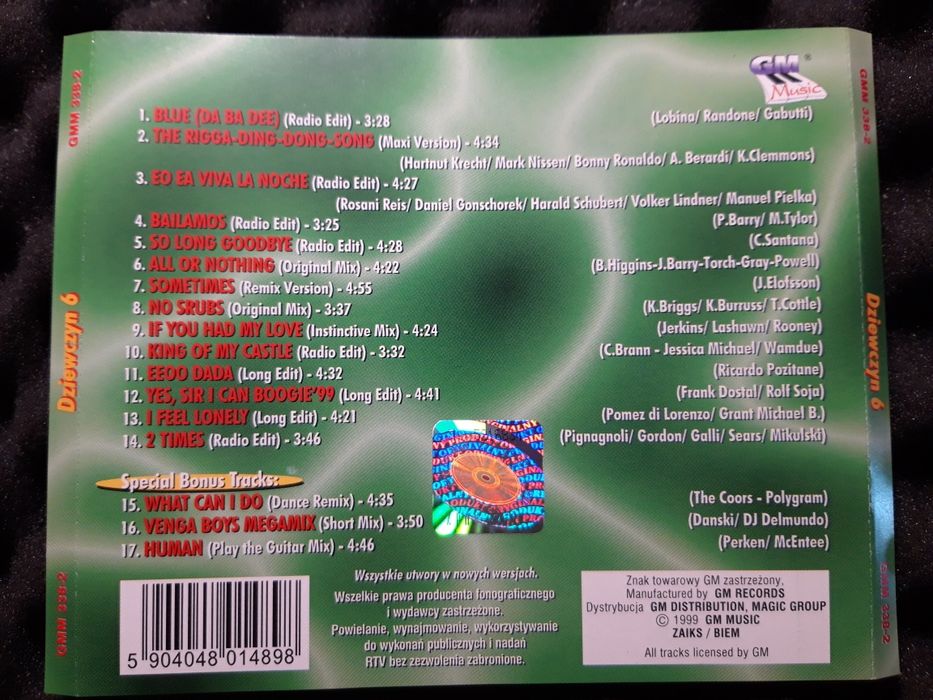 GM®
Music
1. BLUE (DA BA DEE) (Radio Edit) - 3:28 (Lobina/ Randone/ Gabutti)
2. THE RIGGA-DING-DONG-SONG (Maxi Version) - 4:34
(Hartnut Krecht/ Mark Nissen/ Bonny Ronaldo/ A. Berardi/ K.Clemmons)
3. EO EA VIVA LA NOCHE (Radio Edit) - 4:27
(Rosani Reis/ Daniel Gonschorek/ Harald Schubert/ Volker Lindner/ Manuel Pielka)
4. BAILAMOS (Radio Edit) - 3:25 (P.Barry/ M.Tylor)
5. SO LONG GOODBYE (Radio Edit) - 4:28 (C.Santana)
6. ALL OR NOTHING (Original Mix) - 4:22 (B.Higgins-J.Barry-Torch-Gray-Powell)
7. SOMETIMES (Remix Version) - 4:55 (J.Elofsson)
8. NO SRUBS (Original Mix) - 3:37 (K.Briggs/ K.Burruss/ T.Cottle)
9. IF YOU HAD MY LOVE (Instinctive Mix) - 4:24 (Jerkins/ Lashawn/ Rooney)
10. KING OF MY CASTLE (Radio Edit) - 3:32 (C.Brann - Jessica Michael/ Wamdue)
11. EEOO DADA (Long Edit) - 4:32 (Ricardo Pozitane)
12. YES, SIR I CAN BOOGIE'99 (Long Edit) - 4:41 (Frank Dostal/ Rolf Soja)
13. I FEEL LONELY (Long Edit) - 4:21 (Pomez di Lorenzo/ Grant Michael B.)
14. 2 TIMES (Radio Edit) - 3:46 (Pignagnoli/ Gordon/ Galli/ Sears/ Mikulski)
Special Bonus Tracks:
15. WHAT CAN I DO (Dance Remix) - 4:35 (The Coors - Polygram)
16. VENGA BOYS MEGAMIX (Short Mix) - 3:50 (Danski/ DJ Delmundo)
17. HUMAN (Play the Guitar Mix) - 4:46 (Perken/ McEntee)
Wszystkie utwory w nowych wersjach.
Wszelkie prawa producenta fonograficznego
i wydawcy zastrzeżone.
Powielanie, wynajmowanie, wykorzystywanie
do wykonań publicznych i nadań
RTV bez zezwolenia zabronione.
5 904048 014898
Znak towarowy GM zastrzeżony,
Manufactured by GM RECORDS
Dystrybucja GM DISTRIBUTION, MAGIC GROUP
© 1999 GM MUSIC
ZAIKS / BIEM
All tracks licensed by GM
GMM 338-2
Dziewczyn 6
GMM 338-2
GMM 338-2
Dziewczyn 6
GMM 338-2